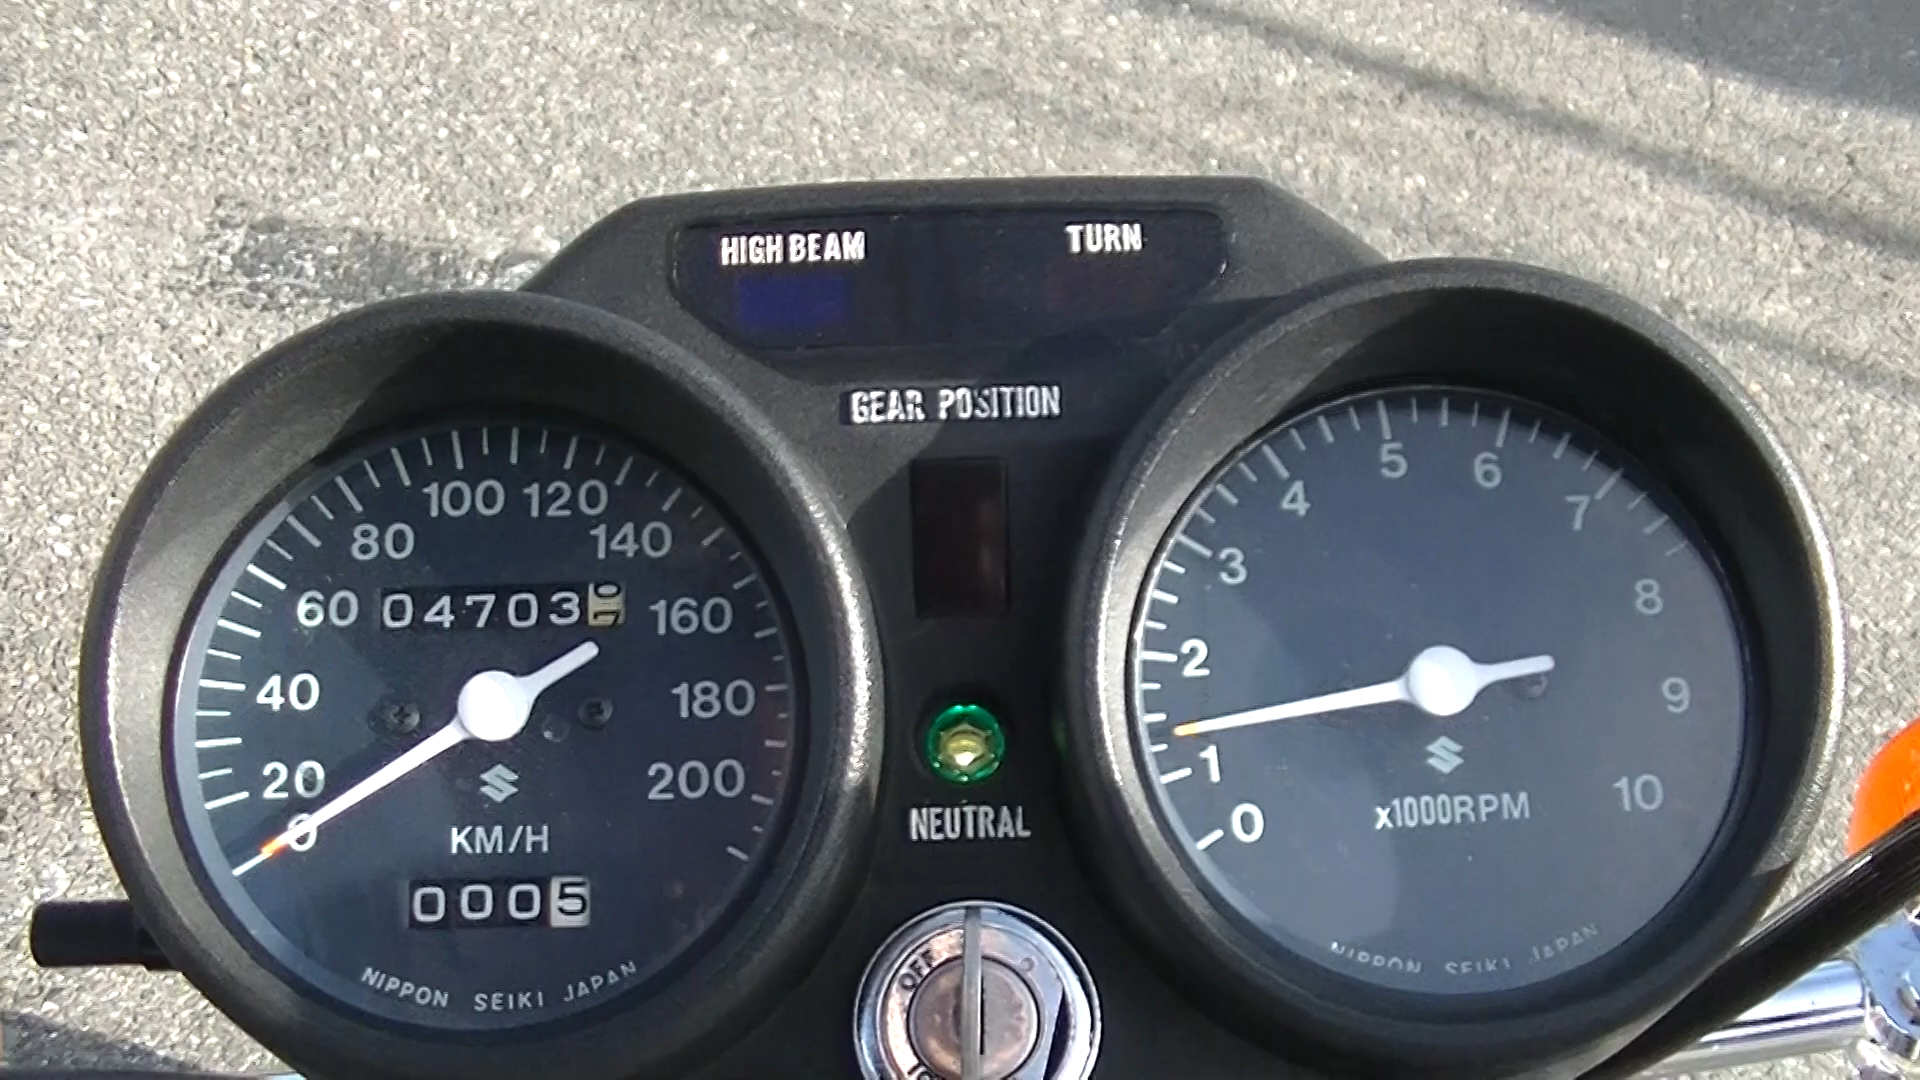 HIGH BEAM
TURN
GEAR POSITION
100 120
80
140
60
04703
160
40
180
20
200
0
KM/H
0005
NIPPON SEIKI JAPAN
NEUTRAL
OFF
5
6
4
7
3
8
2
9
1
10
0
x1000RPM
NIPPON SEIKI JAPAN